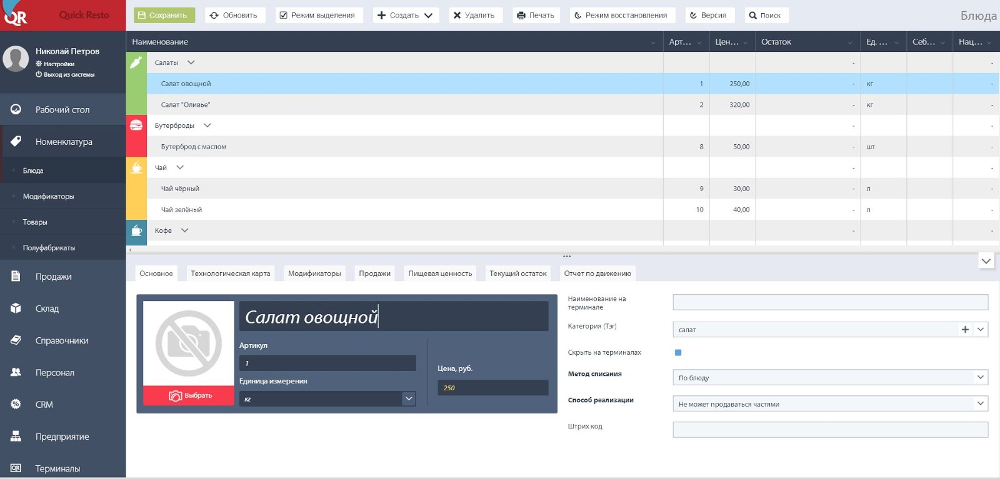 QR Quick Resto
Сохранить Обновить Режим выделения Создать Удалить Печать Режим восстановления Версия Поиск Блюда
Николай Петров
Настройки
Выход из системы
Рабочий стол
Номенклатура
Блюда
Модификаторы
Товары
Полуфабрикаты
Продажи
Склад
Справочники
Персонал
CRM
Предприятие
QR Терминалы
Наименование Арт... Цен... Остаток Ед. ... Себ... Нац...
Салаты - -
Салат овощной 1 250,00 - кг -
Салат "Оливье" 2 320,00 - кг -
Бутерброды - -
Бутерброд с маслом 8 50,00 - шт -
Чай - -
Чай чёрный 9 30,00 - л -
Чай зелёный 10 40,00 - л -
Кофе - -
Основное Технологическая карта Модификаторы Продажи Пищевая ценность Текущий остаток Отчет по движению
Салат овощной
Артикул
1
Единица измерения
кг
Цена, руб.
250
Выбрать
Наименование на
терминале
Категория (Тэг) салат
Скрыть на терминалах
Метод списания По блюду
Способ реализации Не может продаваться частями
Штрих код